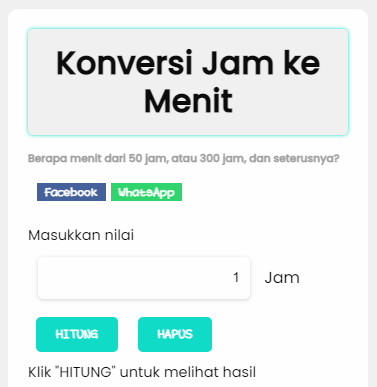 Konversi Jam ke
Menit
Berapa menit dari 50 jam, atau 300 jam, dan seterusnya?
Facebook WhatsApp
Masukkan nilai
1 Jam
HITUNG HAPUS
Klik "HITUNG" untuk melihat hasil